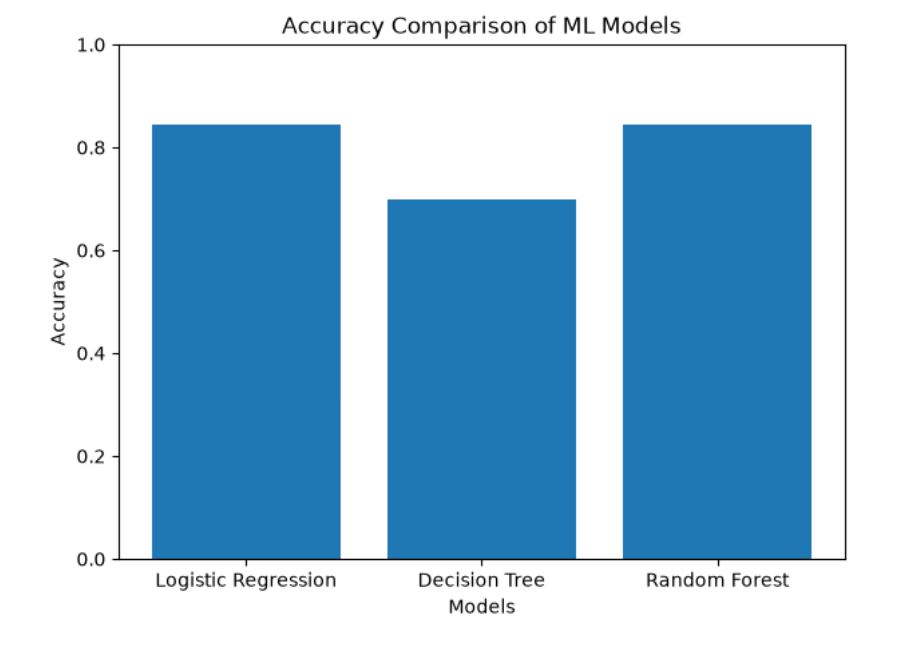 Accuracy Comparison of ML Models
1.0
0.8
0.6
0.4
0.2
0.0
Accuracy
Logistic Regression Decision Tree Random Forest
Models